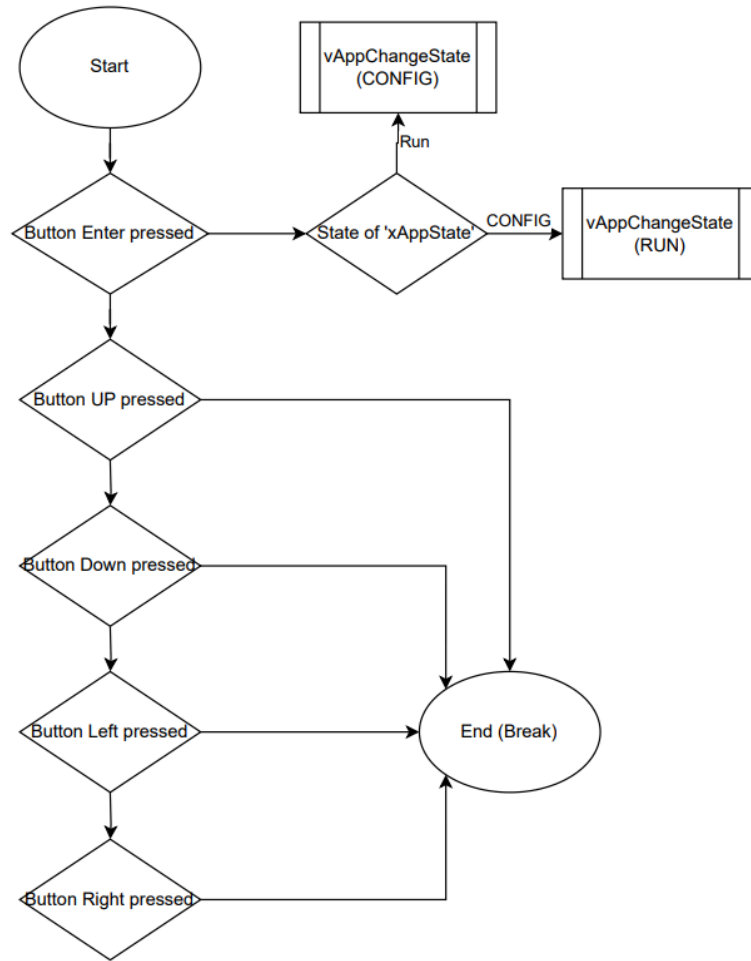 Start
vAppChangeState
(CONFIG)
Run
Button Enter pressed
State of 'xAppState'
CONFIG
vAppChangeState
(RUN)
Button UP pressed
Button Down pressed
Button Left pressed
End (Break)
Button Right pressed